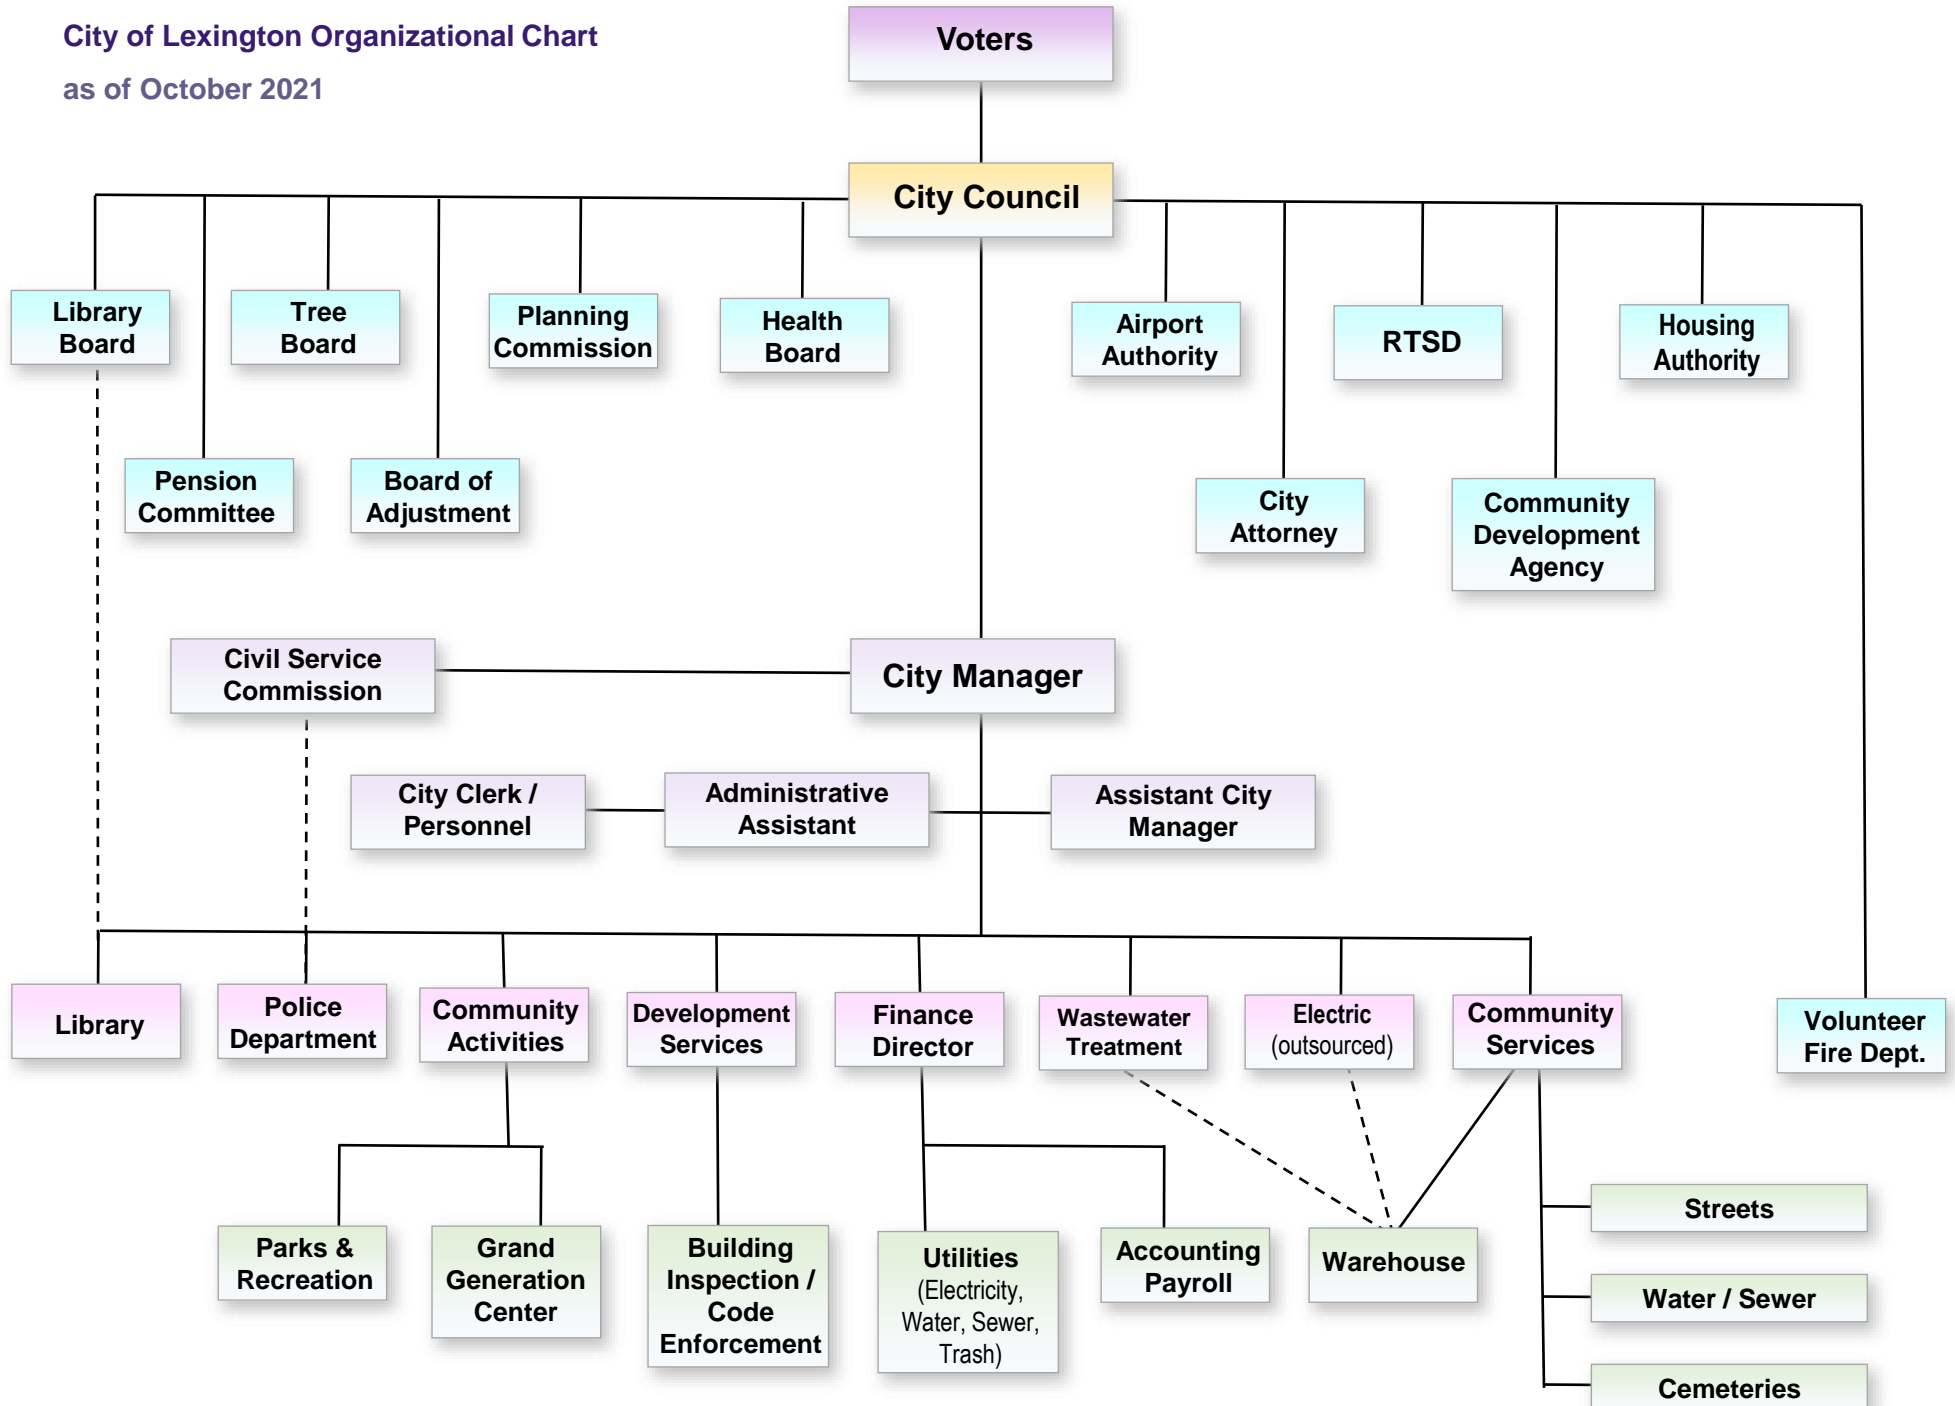 City of Lexington Organizational Chart
as of October 2021
Voters
City Council
Library
Board
Tree
Board
Planning
Commission
Health
Board
Airport
Authority
RTSD
Housing
Authority
Pension
Committee
Board of
Adjustment
City
Attorney
Community
Development
Agency
Civil Service
Commission
City Manager
City Clerk /
Personnel
Administrative
Assistant
Assistant City
Manager
Library
Police
Department
Community
Activities
Development
Services
Finance
Director
Wastewater
Treatment
Electric
(outsourced)
Community
Services
Volunteer
Fire Dept.
Parks &
Recreation
Grand
Generation
Center
Building
Inspection /
Code
Enforcement
Utilities
(Electricity,
Water, Sewer,
Trash)
Accounting
Payroll
Warehouse
Streets
Water / Sewer
Cemeteries